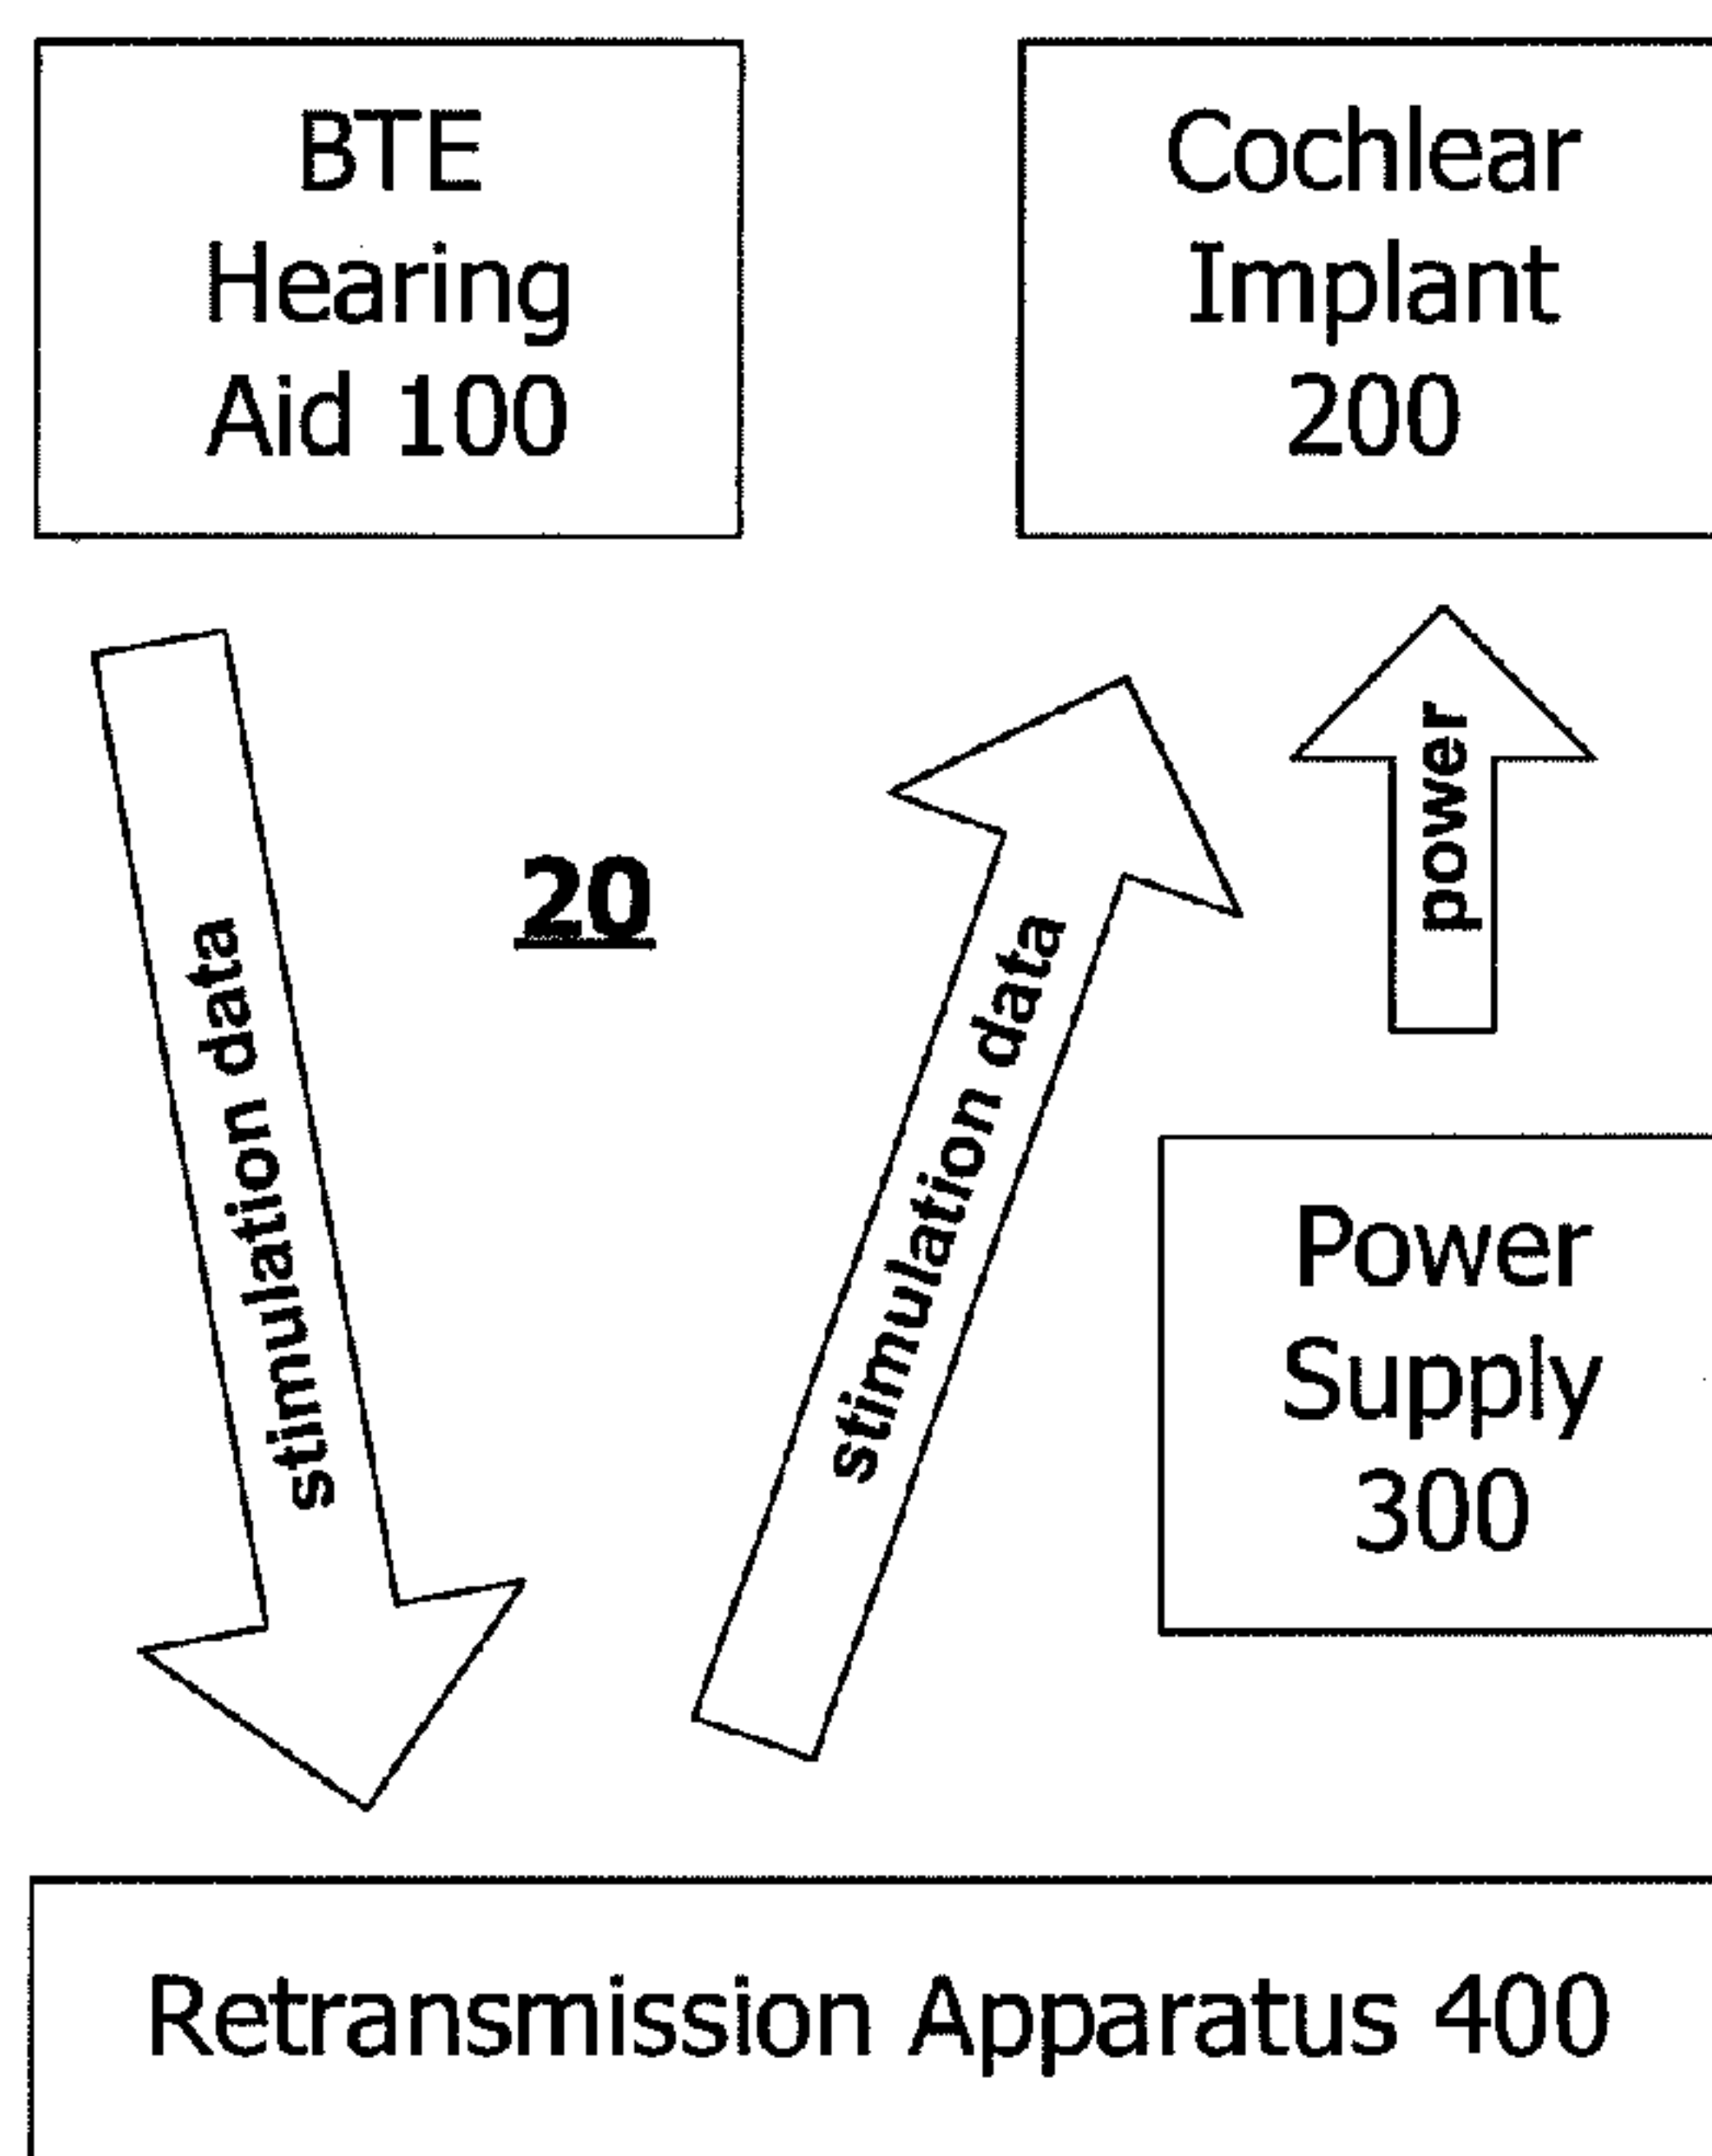 BTE
Hearing
Aid 100
Cochlear
Implant
200
power
20
stimulation data
stimulation data
Power
Supply
300
Retransmission Apparatus 400